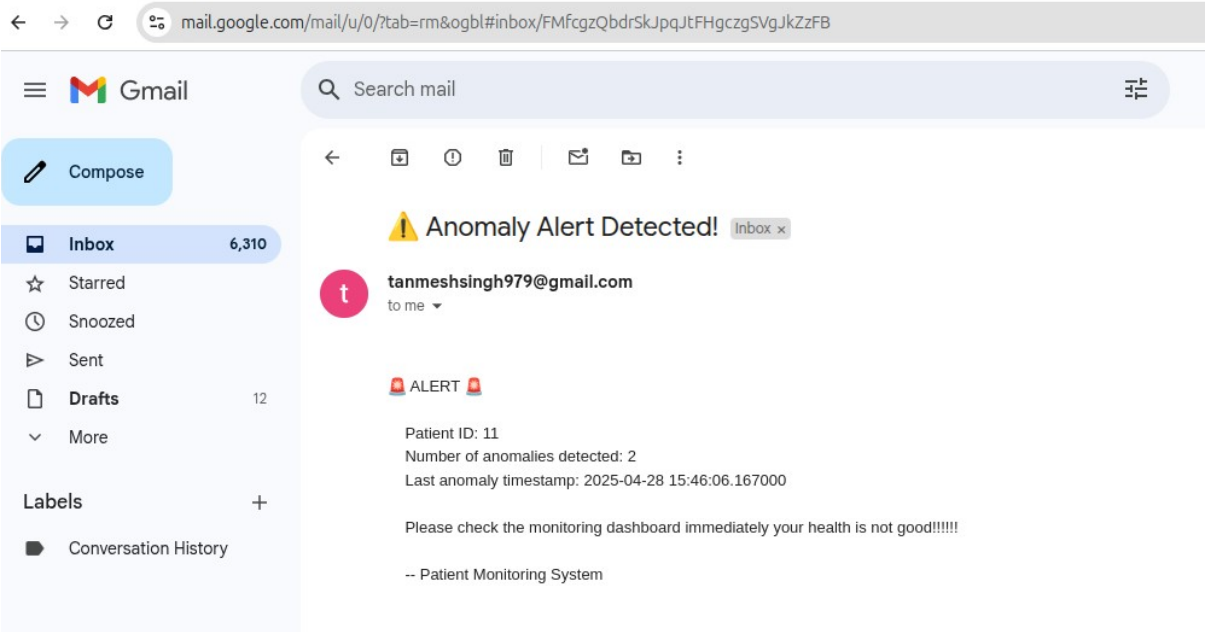 mail.google.com/mail/u/0/?tab=rm&ogbl#inbox/FMfcgzQbdrSkJpqJtFHgczgSVgJkZzFB
Gmail
Search mail
Compose
Inbox 6,310
Starred
Snoozed
Sent
Drafts 12
More
Labels
Conversation History
⚠️ Anomaly Alert Detected! Inbox x
t
tanmeshsingh979@gmail.com
to me
🚨 ALERT 🚨
Patient ID: 11
Number of anomalies detected: 2
Last anomaly timestamp: 2025-04-28 15:46:06.167000
Please check the monitoring dashboard immediately your health is not good!!!!!!
-- Patient Monitoring System